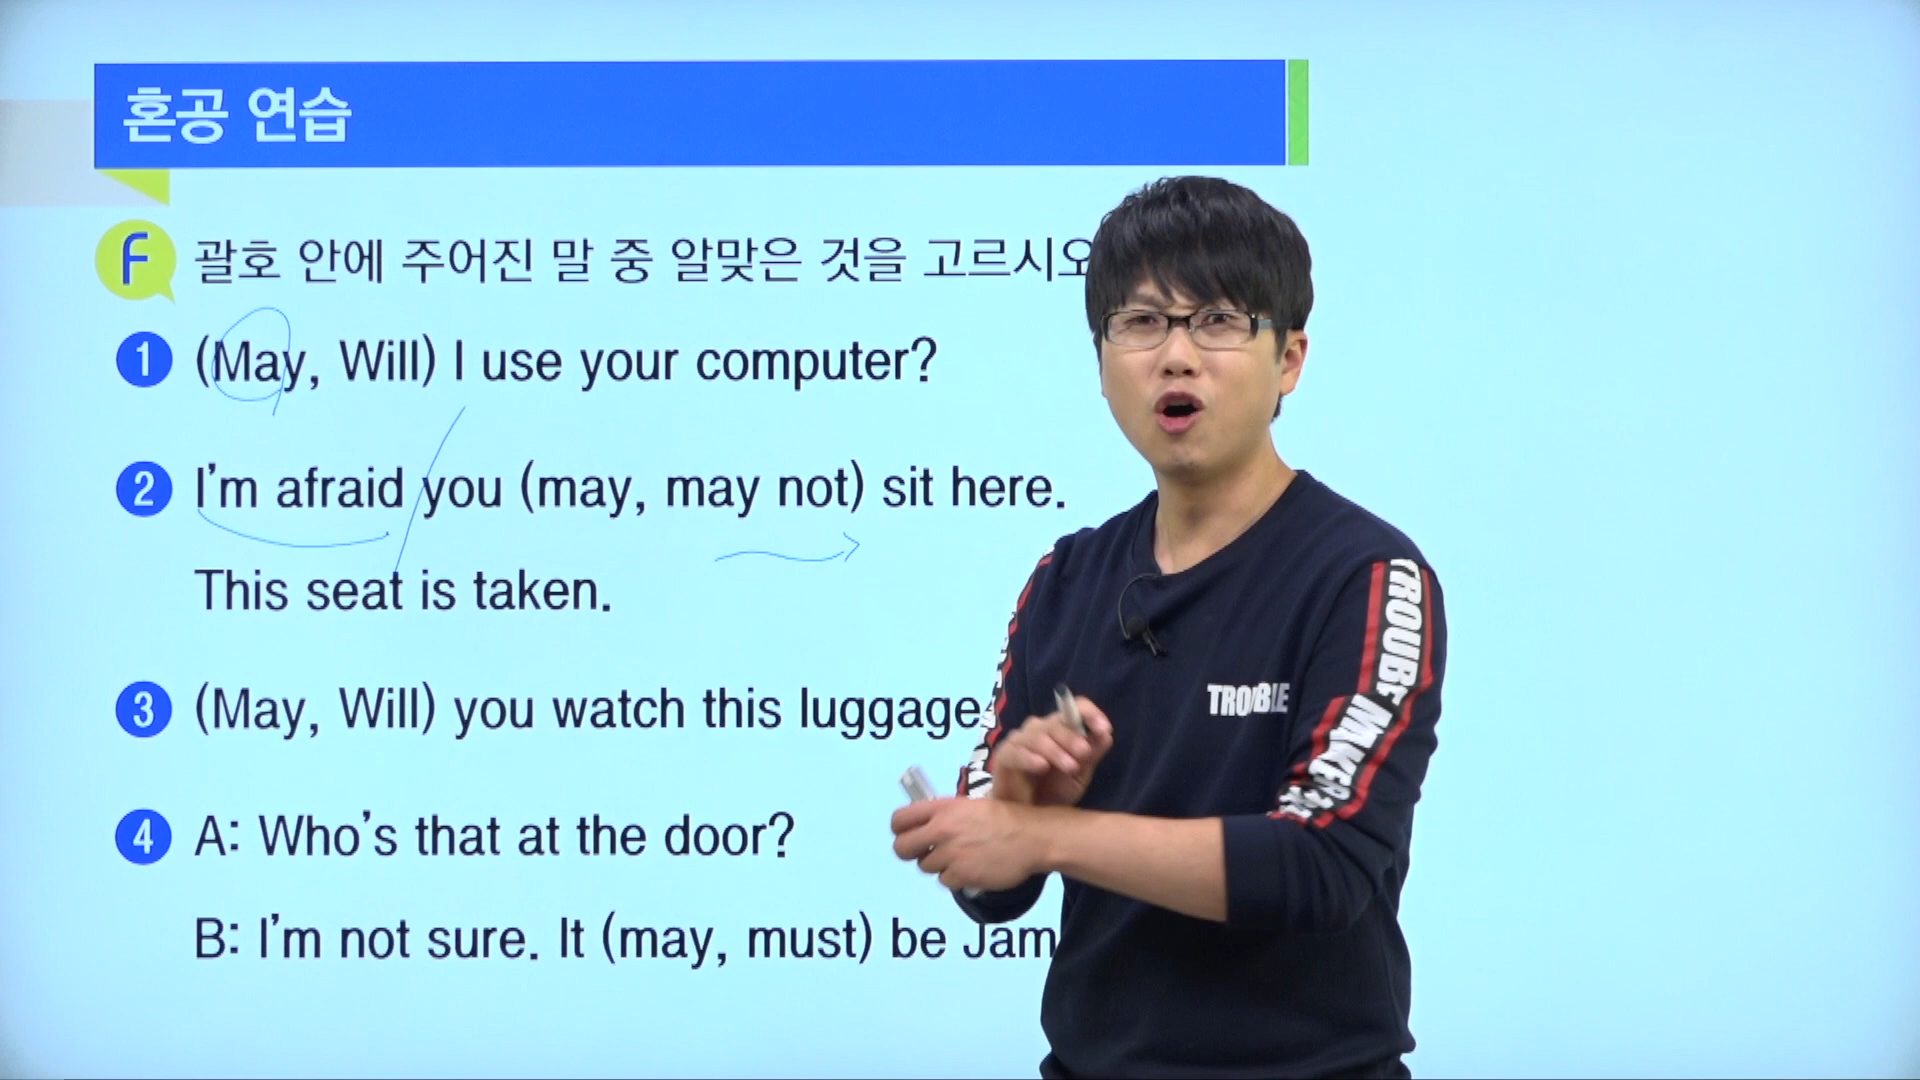 혼공 연습
F 괄호 안에 주어진 말 중 알맞은 것을 고르시오
1 (May, Will) I use your computer?
2 I'm afraid you (may, may not) sit here.
This seat is taken.
3 (May, Will) you watch this luggage
4 A: Who's that at the door?
B: I'm not sure. It (may, must) be Jam
TROUBLE